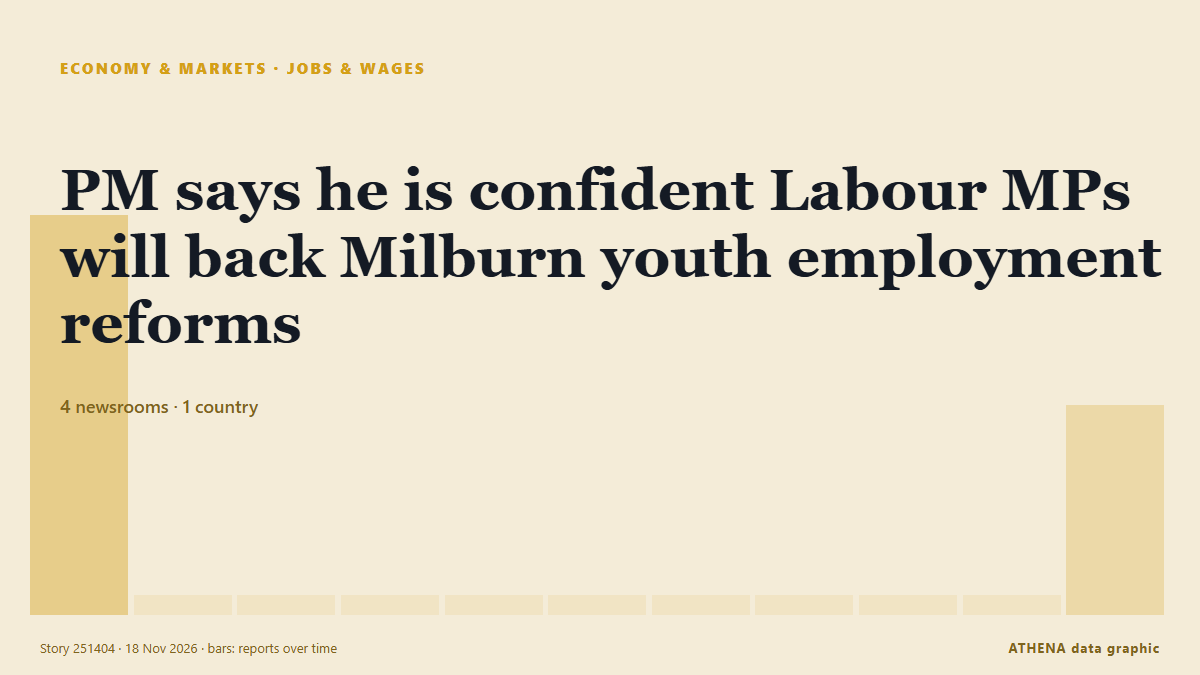 ECONOMY & MARKETS · JOBS & WAGES
PM says he is confident Labour MPs
will back Milburn youth employment
reforms
4 newsrooms · 1 country
Story 251404 · 18 Nov 2026 · bars: reports over time
ATHENA data graphic